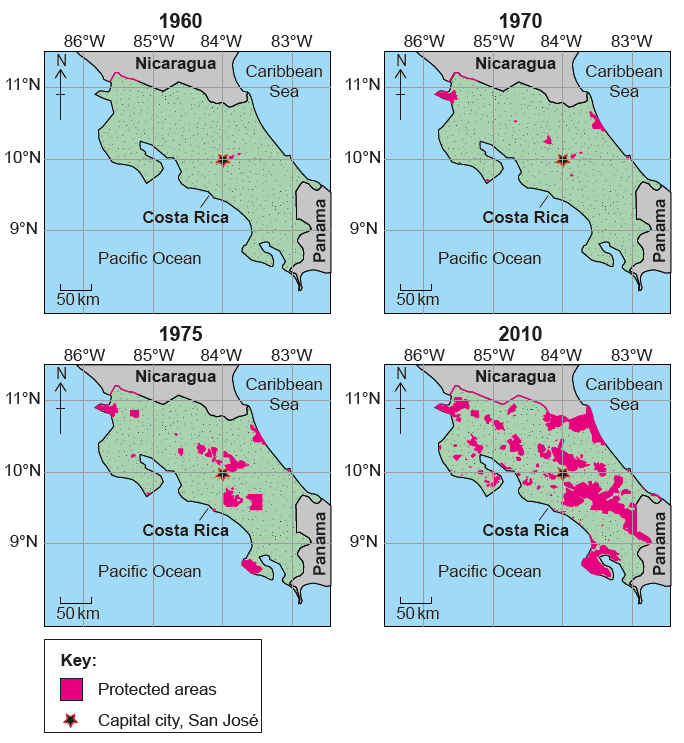 1960
86°W 85°W 84°W 83°W
N
Nicaragua
Caribbean
Sea
11°N
10°N
9°N
Costa Rica
Panama
Pacific Ocean
50 km
1970
86°W 85°W 84°W 83°W
N
Nicaragua
Caribbean
Sea
11°N
10°N
9°N
Costa Rica
Panama
Pacific Ocean
50 km
1975
86°W 85°W 84°W 83°W
N
Nicaragua
Caribbean
Sea
11°N
10°N
9°N
Costa Rica
Panama
Pacific Ocean
50 km
2010
86°W 85°W 84°W 83°W
N
Nicaragua
Caribbean
Sea
11°N
10°N
9°N
Costa Rica
Panama
Pacific Ocean
50 km
Key:
Protected areas
Capital city, San José